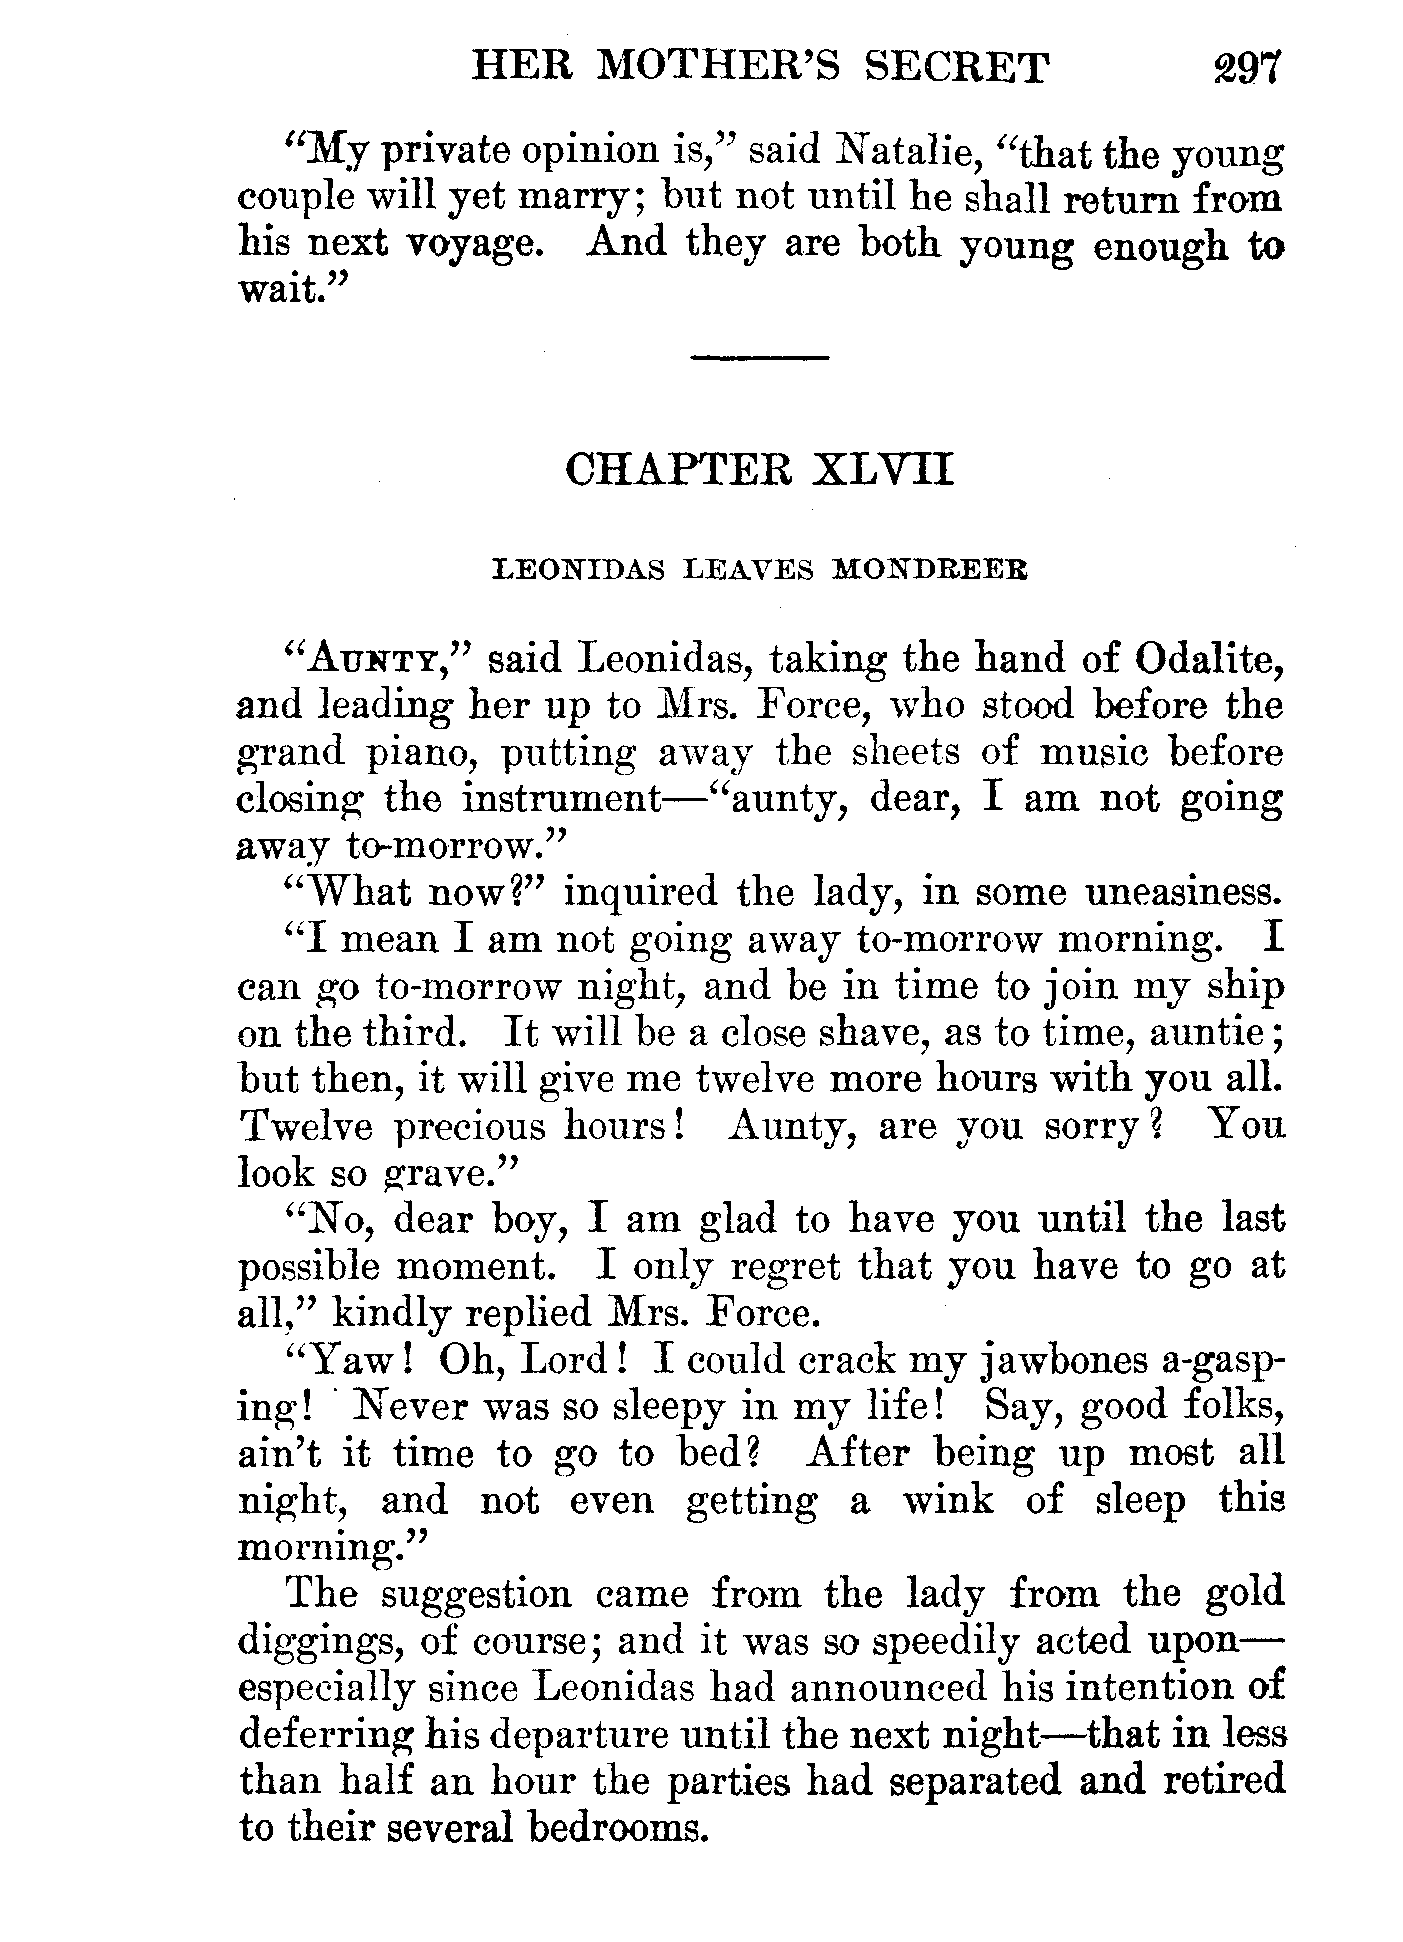 HER MOTHER'S SECRET 297
“My private opinion is,” said Natalie, “that the young
couple will yet marry; but not until he shall return from
his next voyage. And they are both young enough to
wait.”
CHAPTER XLVII
LEONIDAS LEAVES MONDREER
“AUNTY,” said Leonidas, taking the hand of Odalite,
and leading her up to Mrs. Force, who stood before the
grand piano, putting away the sheets of music before
closing the instrument—“aunty, dear, I am not going
away to-morrow.”
“What now?” inquired the lady, in some uneasiness.
“I mean I am not going away to-morrow morning. I
can go to-morrow night, and be in time to join my ship
on the third. It will be a close shave, as to time, auntie;
but then, it will give me twelve more hours with you all.
Twelve precious hours! Aunty, are you sorry? You
look so grave.”
“No, dear boy, I am glad to have you until the last
possible moment. I only regret that you have to go at
all,” kindly replied Mrs. Force.
“Yaw! Oh, Lord! I could crack my jawbones a-gasp-
ing! Never was so sleepy in my life! Say, good folks,
ain't it time to go to bed? After being up most all
night, and not even getting a wink of sleep this
morning.”
The suggestion came from the lady from the gold
diggings, of course; and it was so speedily acted upon—
especially since Leonidas had announced his intention of
deferring his departure until the next night—that in less
than half an hour the parties had separated and retired
to their several bedrooms.